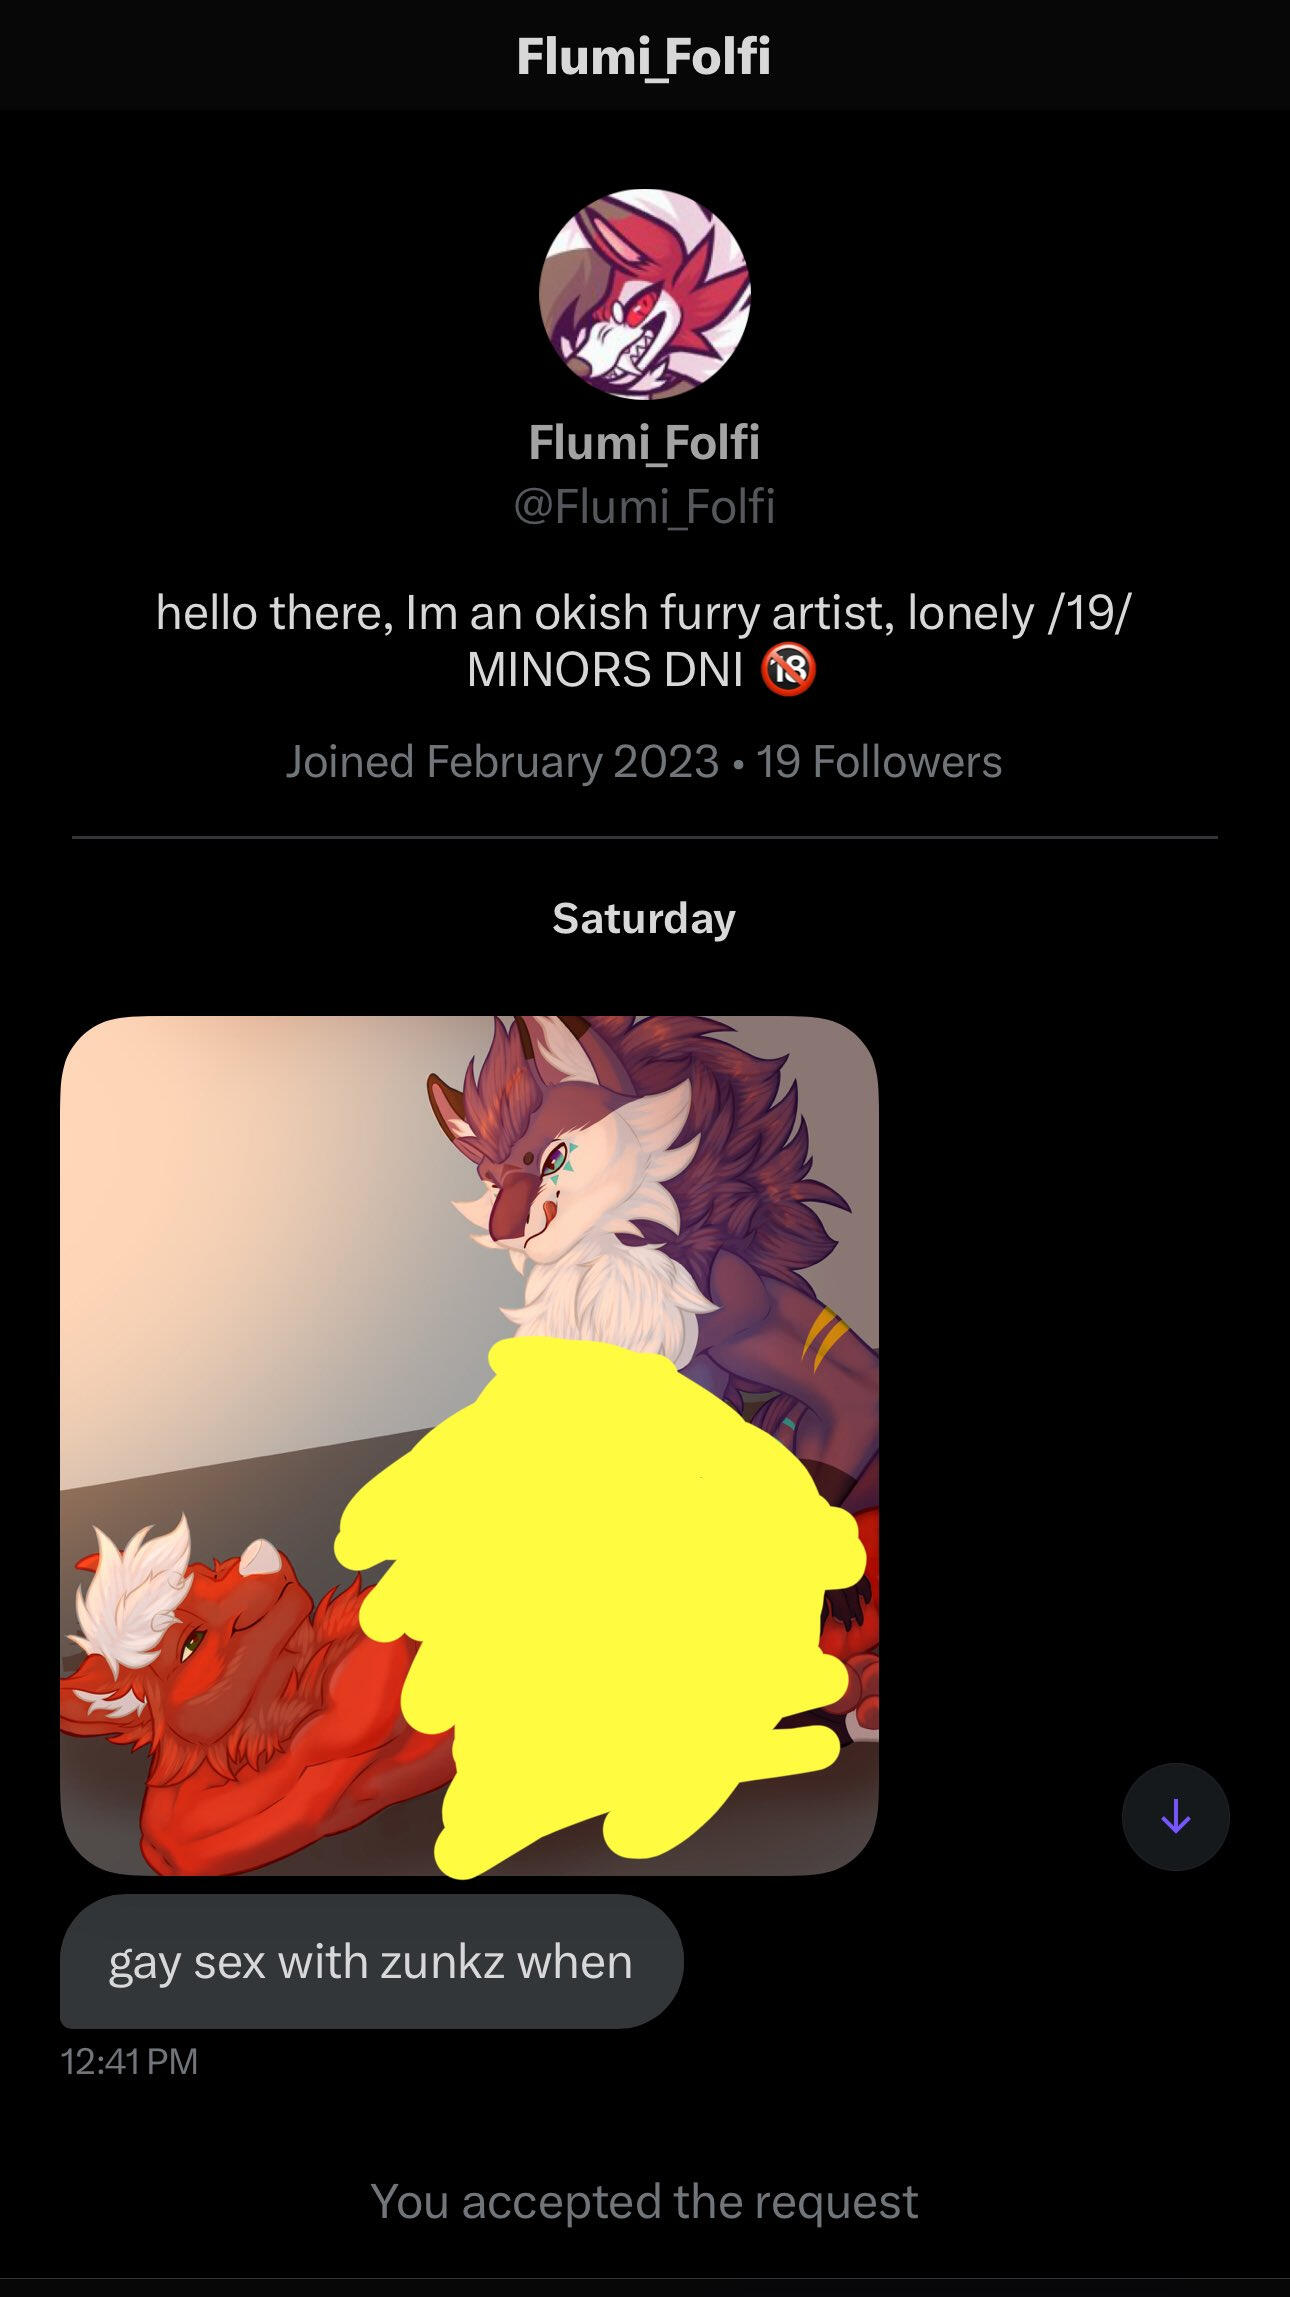 Flumi_Folfi
Flumi_Folfi
@Flumi_Folfi
hello there, Im an okish furry artist, lonely /19/
MINORS DNI 🔞
Joined February 2023 • 19 Followers
Saturday
gay sex with zunkz when
12:41 PM
You accepted the request